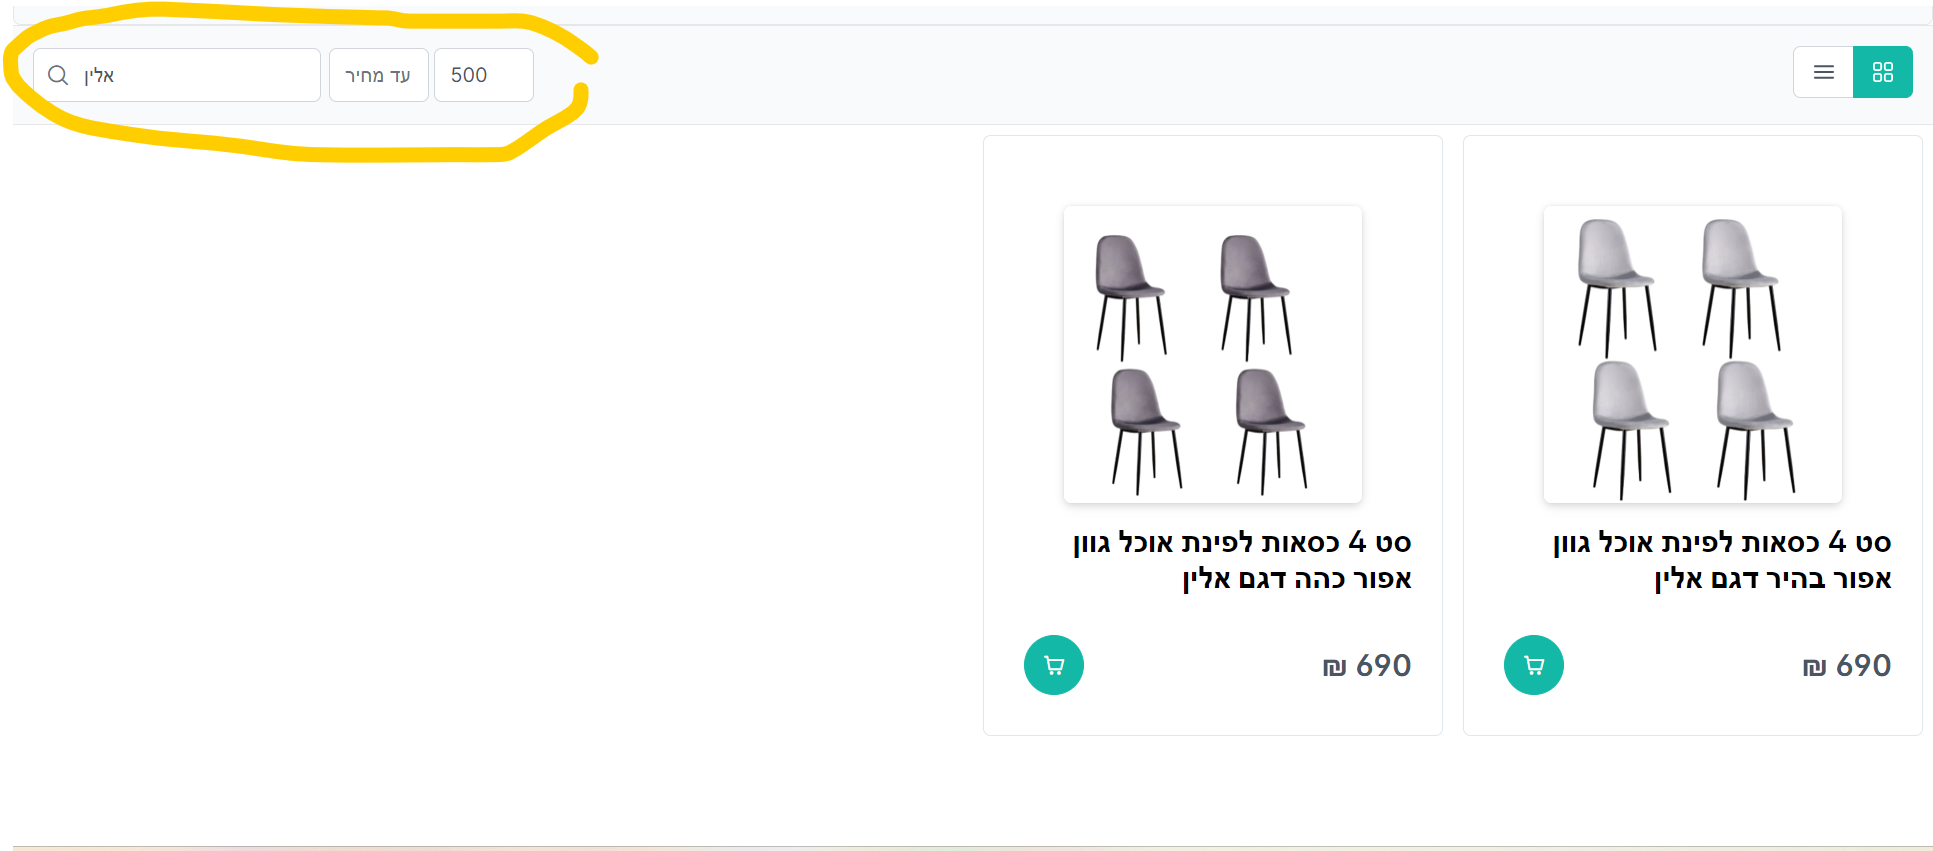 אלין
עד מחיר
500
סט 4 כסאות לפינת אוכל גוון
אפור בהיר דגם אלין
690 ₪
סט 4 כסאות לפינת אוכל גוון
אפור כהה דגם אלין
690 ₪